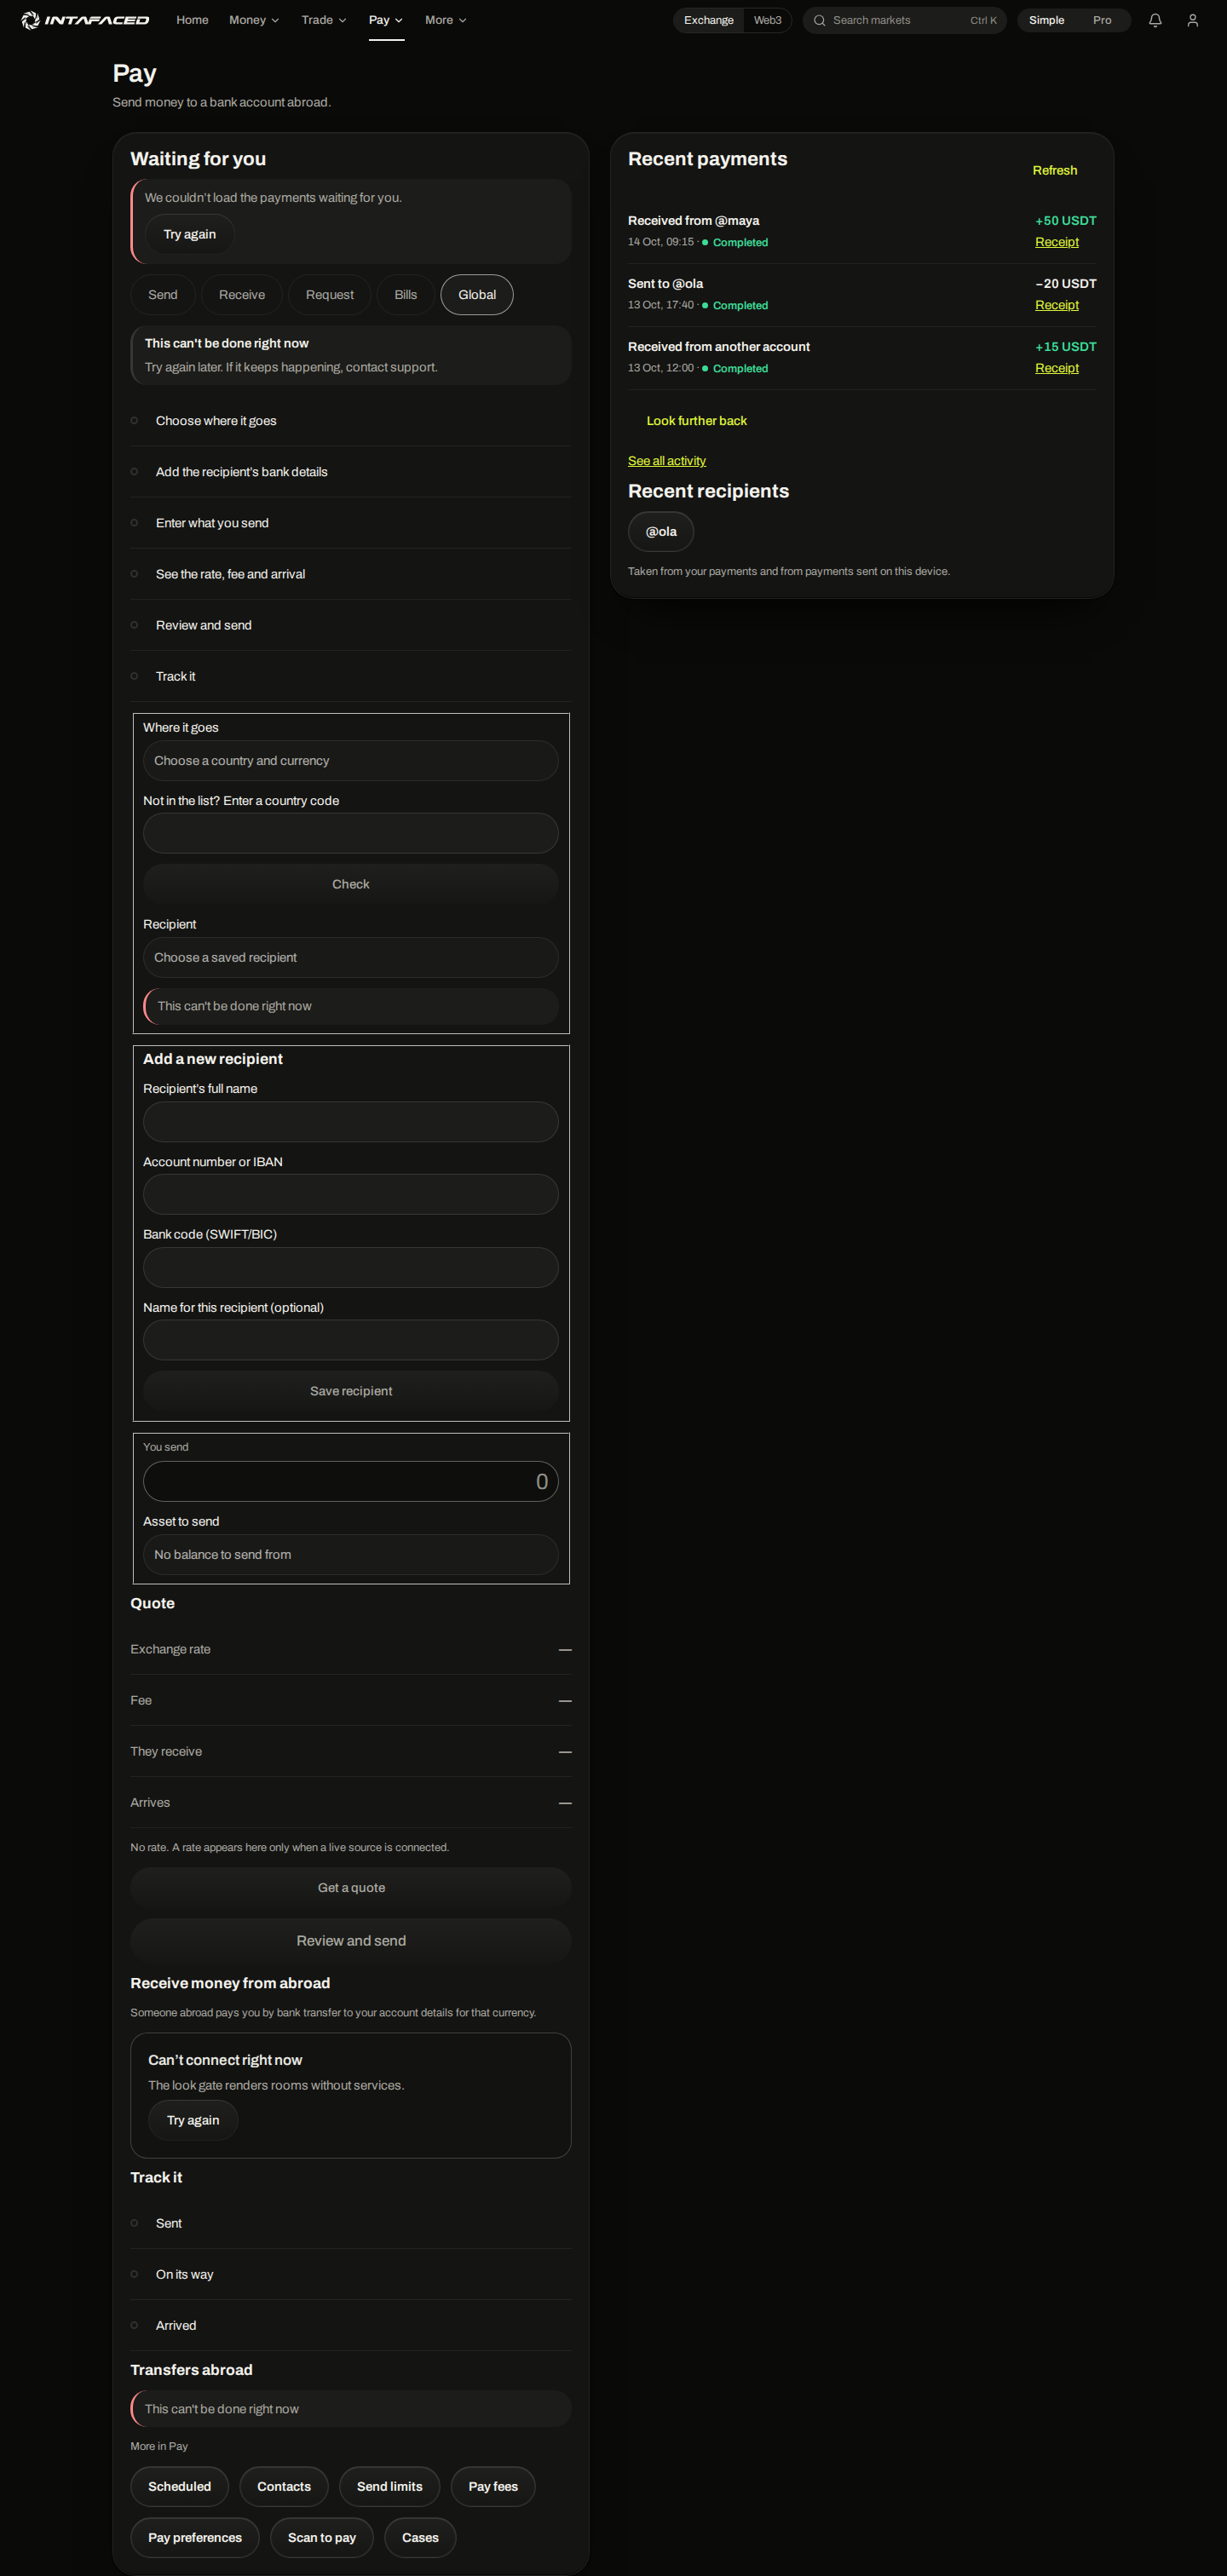 INTAFACED
Home
Money
Trade
Pay
More
Exchange
Web3
Search markets
Ctrl K
Simple
Pro
Pay
Send money to a bank account abroad.
Waiting for you
We couldn’t load the payments waiting for you.
Try again
Send
Receive
Request
Bills
Global
This can't be done right now
Try again later. If it keeps happening, contact support.
Choose where it goes
Add the recipient's bank details
Enter what you send
See the rate, fee and arrival
Review and send
Track it
Where it goes
Choose a country and currency
Not in the list? Enter a country code
Check
Recipient
Choose a saved recipient
This can't be done right now
Add a new recipient
Recipient's full name
Account number or IBAN
Bank code (SWIFT/BIC)
Name for this recipient (optional)
Save recipient
You send
0
Asset to send
No balance to send from
Quote
Exchange rate —
Fee —
They receive —
Arrives —
No rate. A rate appears here only when a live source is connected.
Get a quote
Review and send
Receive money from abroad
Someone abroad pays you by bank transfer to your account details for that currency.
Can’t connect right now
The look gate renders rooms without services.
Try again
Track it
Sent
On its way
Arrived
Transfers abroad
This can't be done right now
More in Pay
Scheduled
Contacts
Send limits
Pay fees
Pay preferences
Scan to pay
Cases
Recent payments
Refresh
Received from @maya
+50 USDT
14 Oct, 09:15 · Completed
Receipt
Sent to @ola
−20 USDT
13 Oct, 17:40 · Completed
Receipt
Received from another account
+15 USDT
13 Oct, 12:00 · Completed
Receipt
Look further back
See all activity
Recent recipients
@ola
Taken from your payments and from payments sent on this device.